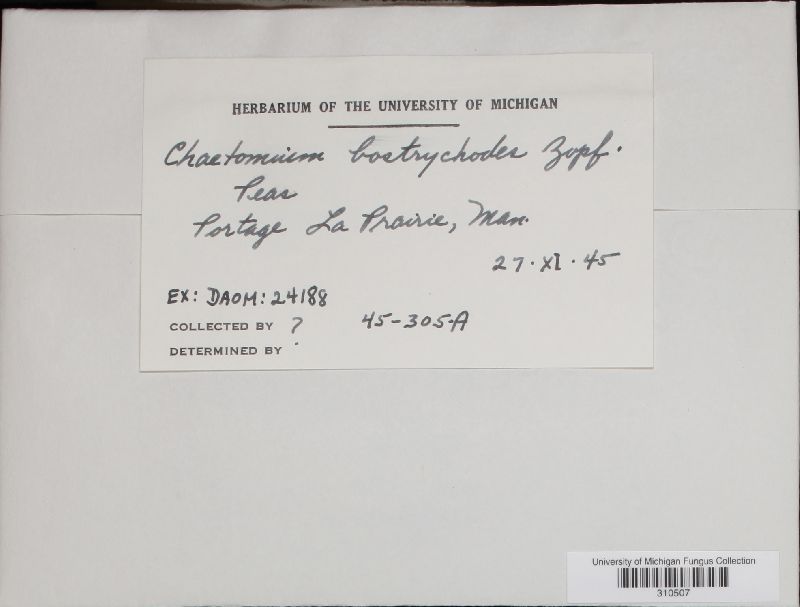 HERBARIUM OF THE UNIVERSITY OF MICHIGAN
Chaetomium bostrychodes Zopf.
Peas
Portage La Prairie, Man.
27·XI·45
EX: DAOM: 24188
COLLECTED BY ? 45-305-A
DETERMINED BY
University of Michigan Fungus Collection
310507